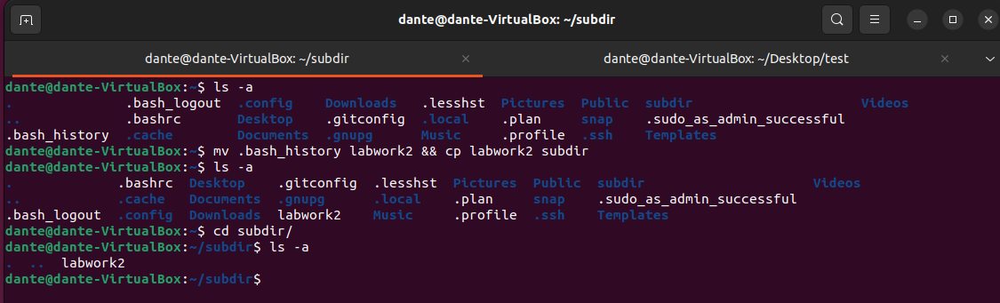 dante@dante-VirtualBox: ~/subdir
dante@dante-VirtualBox: ~/subdir × dante@dante-VirtualBox: ~/Desktop/test ×
dante@dante-VirtualBox:~$ ls -a
. .bash_logout .config Downloads .lesshst Pictures Public subdir Videos
.. .bashrc Desktop .gitconfig .local .plan snap .sudo_as_admin_successful
.bash_history .cache Documents .gnupg Music .profile .ssh Templates
dante@dante-VirtualBox:~$ mv .bash_history labwork2 && cp labwork2 subdir
dante@dante-VirtualBox:~$ ls -a
. .bashrc Desktop .gitconfig .lesshst Pictures Public subdir Videos
.. .cache Documents .gnupg .local .plan snap .sudo_as_admin_successful
.bash_logout .config Downloads labwork2 Music .profile .ssh Templates
dante@dante-VirtualBox:~$ cd subdir/
dante@dante-VirtualBox:~/subdir$ ls -a
. .. labwork2
dante@dante-VirtualBox:~/subdir$